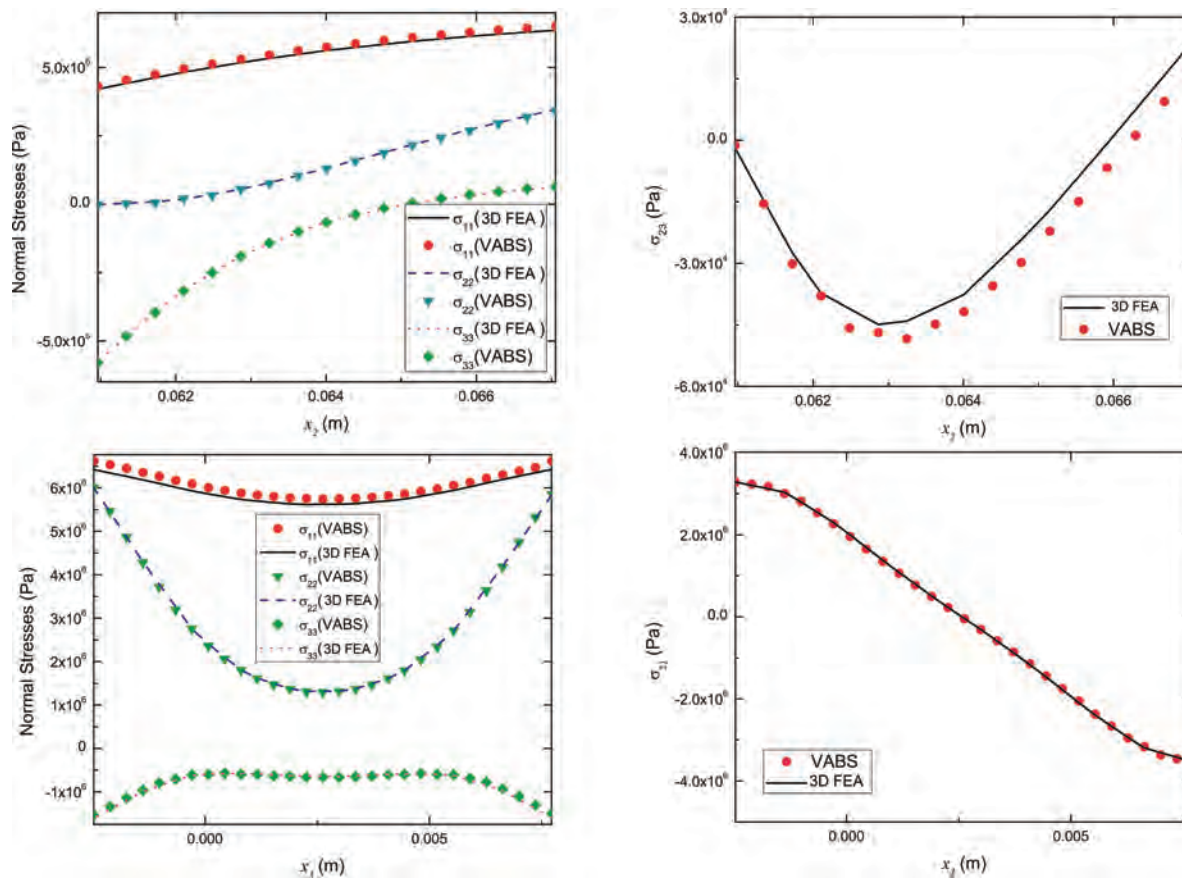 5.0x10⁶
0.0
-5.0x10⁶
Normal Stresses (Pa)
σ₁₁(3D FEA)
σ₁₁(VABS)
σ₂₂(3D FEA)
σ₂₂(VABS)
σ₃₃(3D FEA)
σ₃₃(VABS)
0.062 0.064 0.066
x₂ (m)
3.0x10⁴
0.0
-3.0x10⁴
-6.0x10⁴
σ₂₃ (Pa)
3D FEA
VABS
0.062 0.064 0.066
(m)
6x10⁶
5x10⁶
4x10⁶
3x10⁶
2x10⁶
1x10⁶
0
-1x10⁶
Normal Stresses (Pa)
σ₁₁(VABS)
σ₁₁(3D FEA)
σ₂₂(VABS)
σ₂₂(3D FEA)
σ₃₃(VABS)
σ₃₃(3D FEA)
0.000 0.005
(m)
4.0x10⁶
2.0x10⁶
0.0
-2.0x10⁶
-4.0x10⁶
(Pa)
VABS
3D FEA
0.000 0.005
(m)